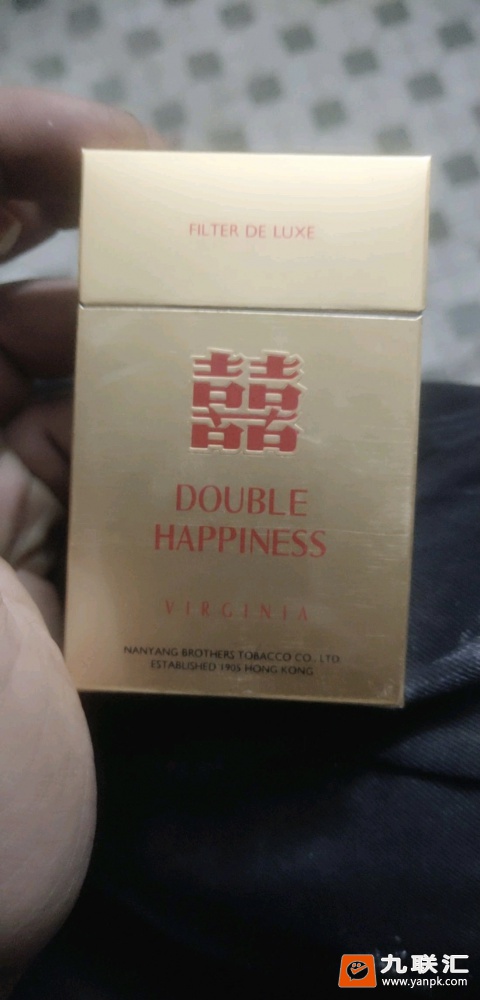 FILTER DE LUXE
囍
DOUBLE
HAPPINESS
VIRGINIA
NANYANG BROTHERS TOBACCO CO., LTD.
ESTABLISHED 1905 HONG KONG
九联汇
www.yanpk.com